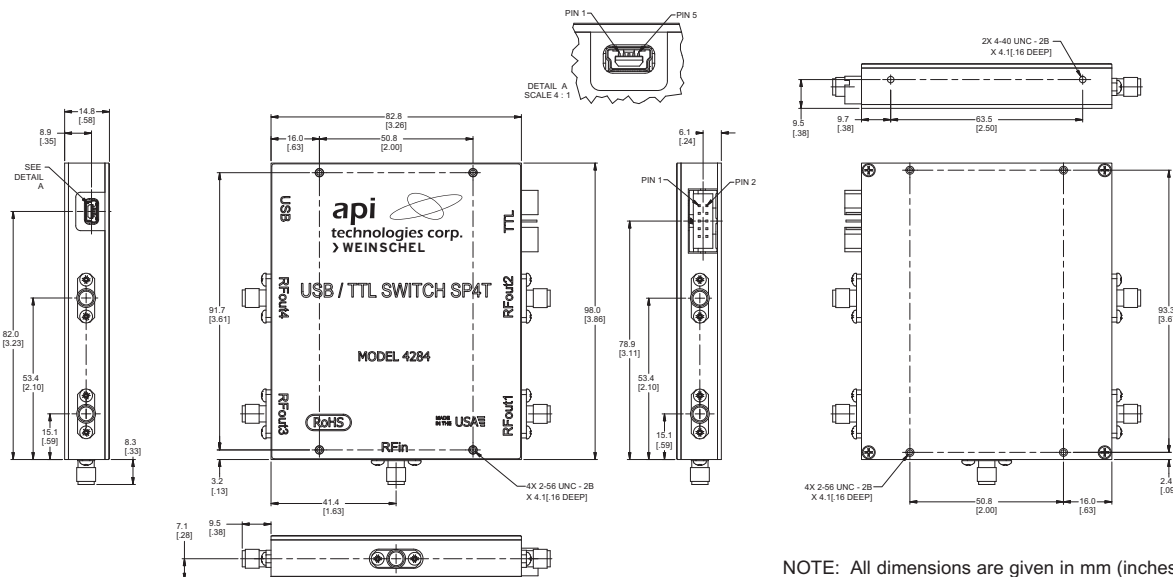 PIN 1
PIN 5
DETAIL A
SCALE 4 : 1
2X 4-40 UNC - 2B
X 4.1[.16 DEEP]
9.5
[.38]
9.7
[.38]
63.5
[2.50]
14.8
[.58]
8.9
[.35]
SEE
DETAIL
A
82.0
[3.23]
53.4
[2.10]
15.1
[.59]
8.3
[.33]
82.8
[3.26]
16.0
[.63]
50.8
[2.00]
91.7
[3.61]
98.0
[3.86]
USB
TTL
api
technologies corp.
WEINSCHEL
RFout4
USB / TTL SWITCH SP4T
RFout2
MODEL 4284
RFout3
RoHS
MADE
IN THE USA
RFout1
RFin
3.2
[.13]
41.4
[1.63]
4X 2-56 UNC - 2B
X 4.1[.16 DEEP]
6.1
[.24]
PIN 1
PIN 2
78.9
[3.11]
53.4
[2.10]
15.1
[.59]
93.3
4X 2-56 UNC - 2B
X 4.1[.16 DEEP]
50.8
[2.00]
16.0
[.63]
2.4
7.1
[.28]
9.5
[.38]
NOTE: All dimensions are given in mm (inches